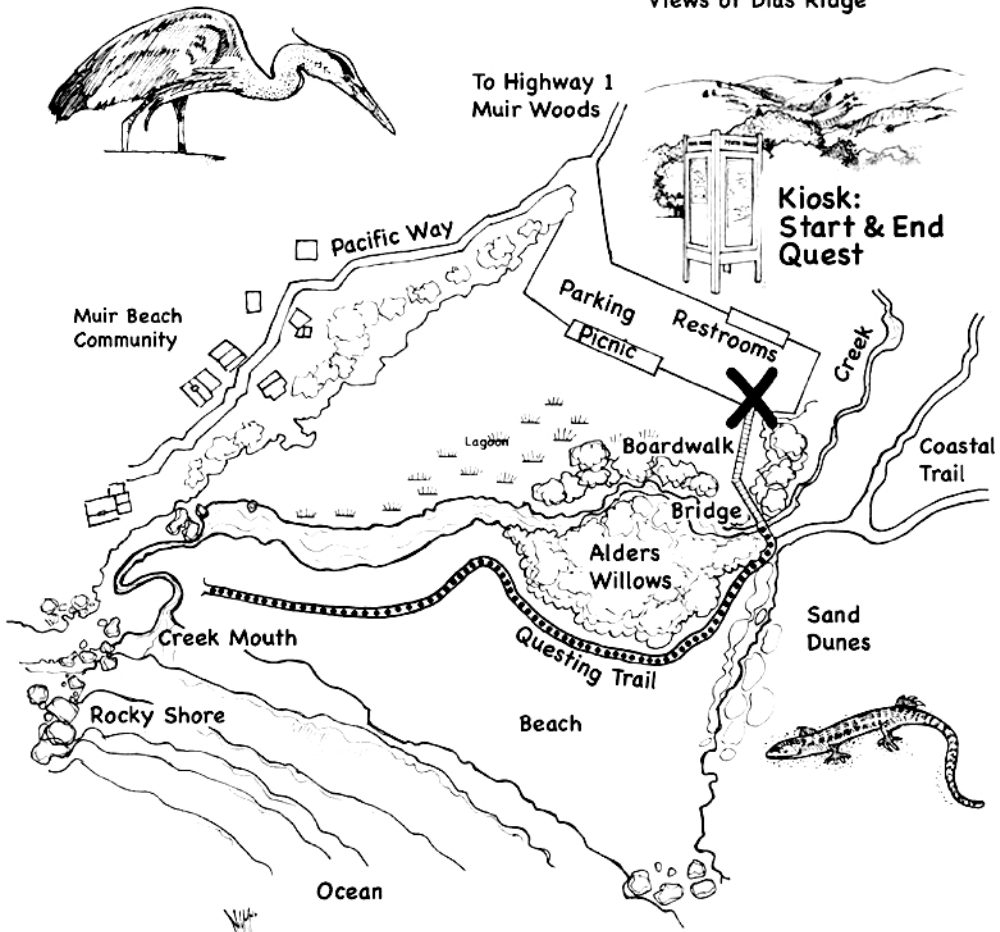 Views of Dias Ridge
To Highway 1
Muir Woods
Kiosk:
Start & End
Quest
Pacific Way
Parking
Restrooms
Picnic
Muir Beach
Community
Creek
Lagoon
Boardwalk
Coastal
Trail
Bridge
Alders
Willows
Sand
Dunes
Creek Mouth
Questing Trail
Rocky Shore
Beach
Ocean